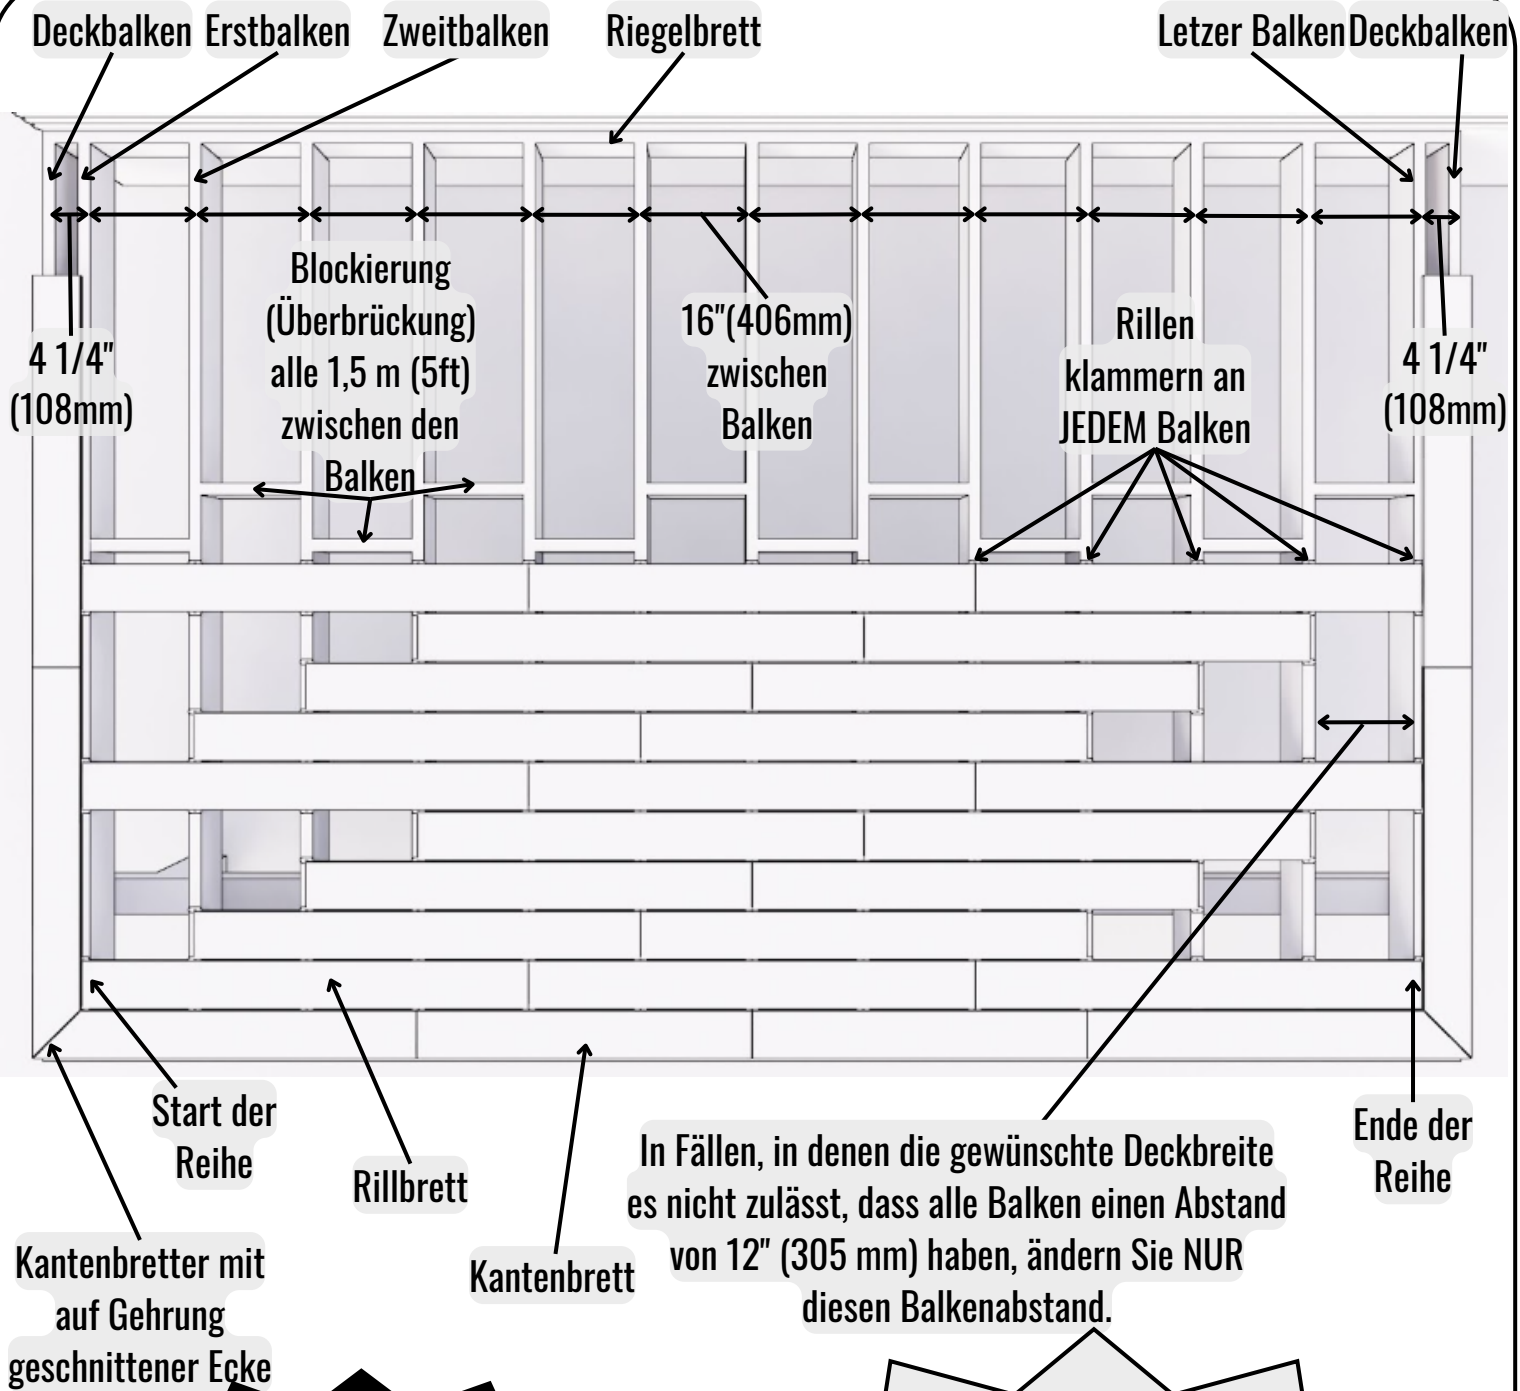 Deckbalken
Erstbalken
Zweitbalken
Riegelbrett
Letzer Balken
Deckbalken
Blockierung
(Überbrückung)
alle 1,5 m (5ft)
zwischen den
Balken
16"(406mm)
zwischen
Balken
Rillen
klammern an
JEDEM Balken
4 1/4"
(108mm)
4 1/4"
(108mm)
Start der
Reihe
Rillbrett
Kantenbrett
In Fällen, in denen die gewünschte Deckbreite
es nicht zulässt, dass alle Balken einen Abstand
von 12" (305 mm) haben, ändern Sie NUR
diesen Balkenabstand.
Ende der
Reihe
Kantenbretter mit
auf Gehrung
geschnittener Ecke